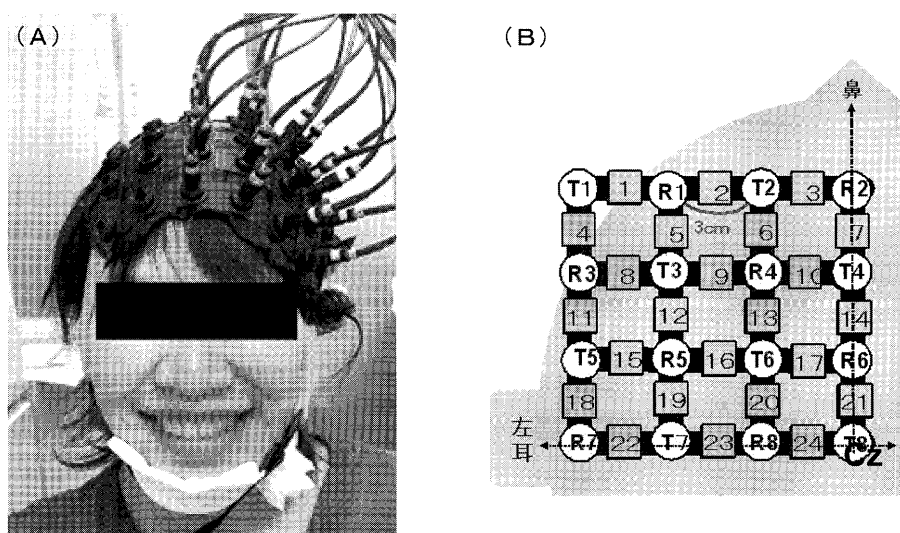 (A)
(B)
鼻
T1 1 R1 2 T2 3 R2
4 5 3cm 6 7
R3 8 T3 9 R4 10 T4
11 12 13 14
T5 15 R5 16 T6 17 R6
18 19 20 21
左耳 R7 22 T7 23 R8 24 T8
Cz